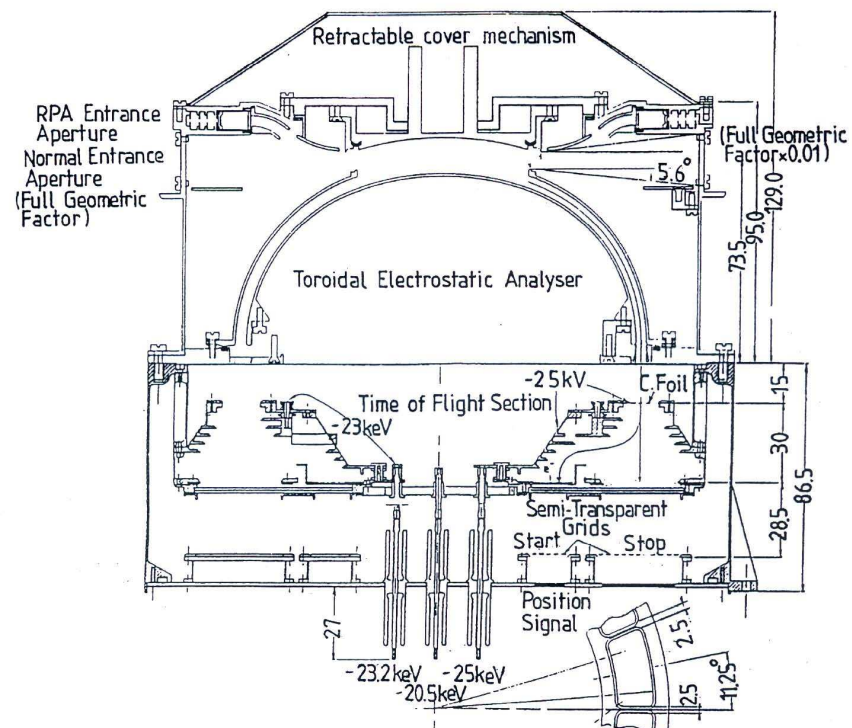 Retractable cover mechanism
RPA Entrance
Aperture
Normal Entrance
Aperture
(Full Geometric
Factor)
(Full Geometric
Factor×0.01)
5.6°
73.5
95.0
129.0
Toroidal Electrostatic Analyser
-25kV
C.Foil
Time of Flight Section
-23keV
e-
15
30
28.5
86.5
Semi-Transparent
Grids
Start
Stop
Position
Signal
27
-23.2keV
-20.5keV
-25keV
2.5
2.5
11.25°